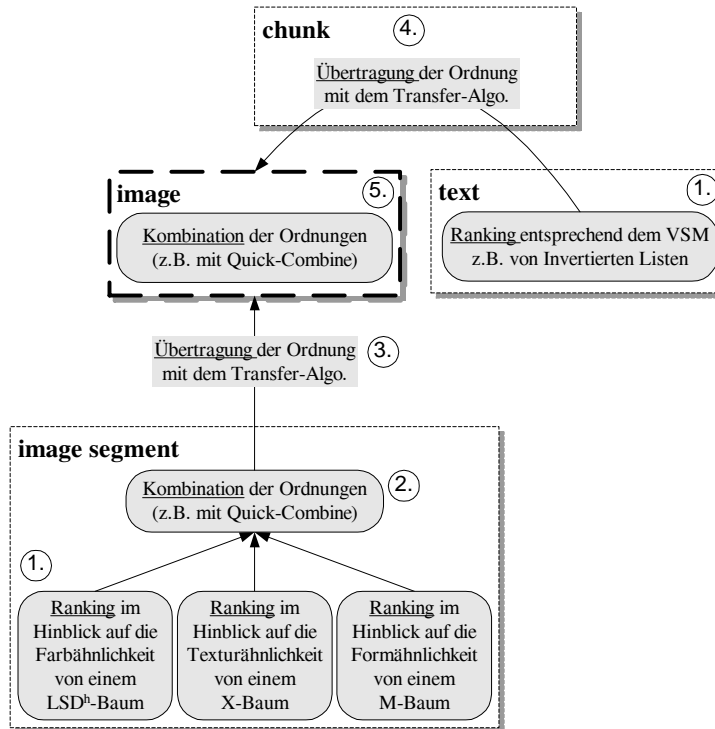 chunk
4.
Übertragung der Ordnung
mit dem Transfer-Algo.
image
5.
Kombination der Ordnungen
(z.B. mit Quick-Combine)
text
1.
Ranking entsprechend dem VSM
z.B. von Invertierten Listen
Übertragung der Ordnung
mit dem Transfer-Algo.
3.
image segment
Kombination der Ordnungen
(z.B. mit Quick-Combine)
2.
1.
Ranking im
Hinblick auf die
Farbähnlichkeit
von einem
LSDʰ-Baum
Ranking im
Hinblick auf die
Texturähnlichkeit
von einem
X-Baum
Ranking im
Hinblick auf die
Formähnlichkeit
von einem
M-Baum